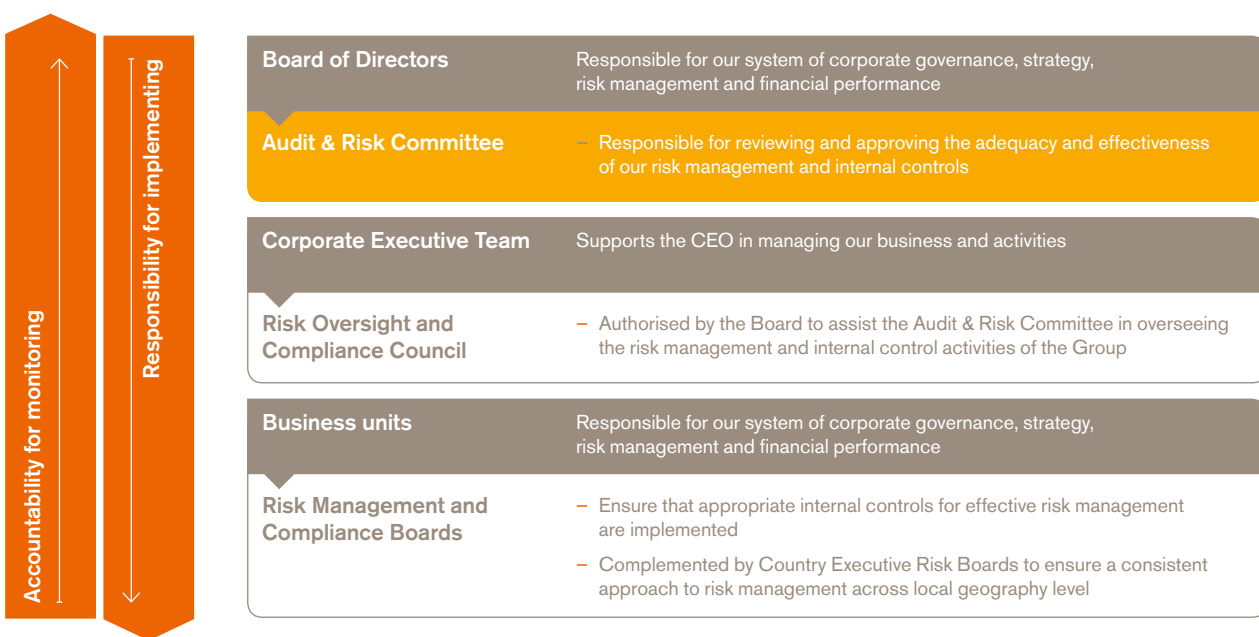 Accountability for monitoring
Responsibility for implementing
Board of Directors
Responsible for our system of corporate governance, strategy,
risk management and financial performance
Audit & Risk Committee
– Responsible for reviewing and approving the adequacy and effectiveness
of our risk management and internal controls
Corporate Executive Team
Supports the CEO in managing our business and activities
Risk Oversight and
Compliance Council
– Authorised by the Board to assist the Audit & Risk Committee in overseeing
the risk management and internal control activities of the Group
Business units
Responsible for our system of corporate governance, strategy,
risk management and financial performance
Risk Management and
Compliance Boards
– Ensure that appropriate internal controls for effective risk management
are implemented
– Complemented by Country Executive Risk Boards to ensure a consistent
approach to risk management across local geography level